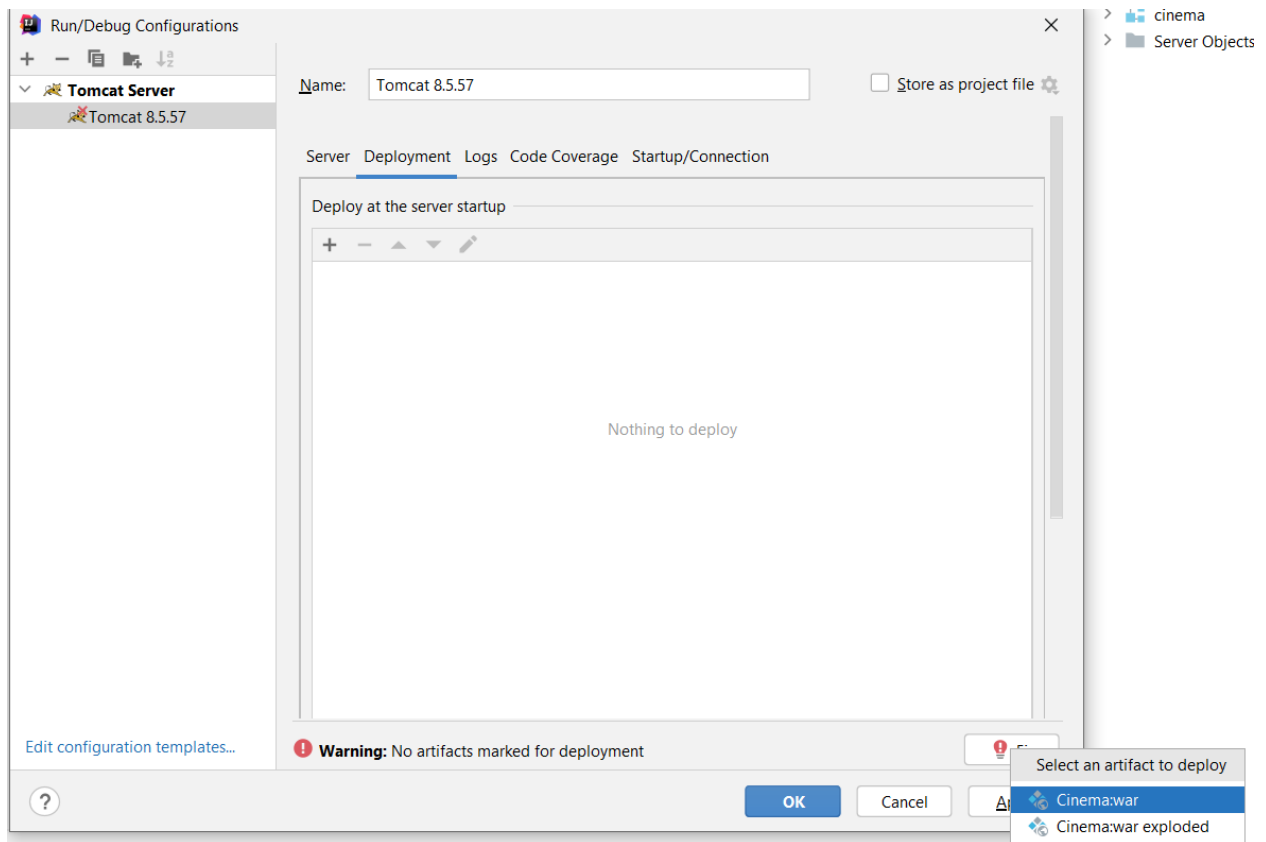 Run/Debug Configurations
cinema
Server Objects
Tomcat Server
Tomcat 8.5.57
Name: Tomcat 8.5.57 Store as project file
Server Deployment Logs Code Coverage Startup/Connection
Deploy at the server startup
Nothing to deploy
Edit configuration templates...
Warning: No artifacts marked for deployment
? OK Cancel
Select an artifact to deploy
Cinema:war
Cinema:war exploded